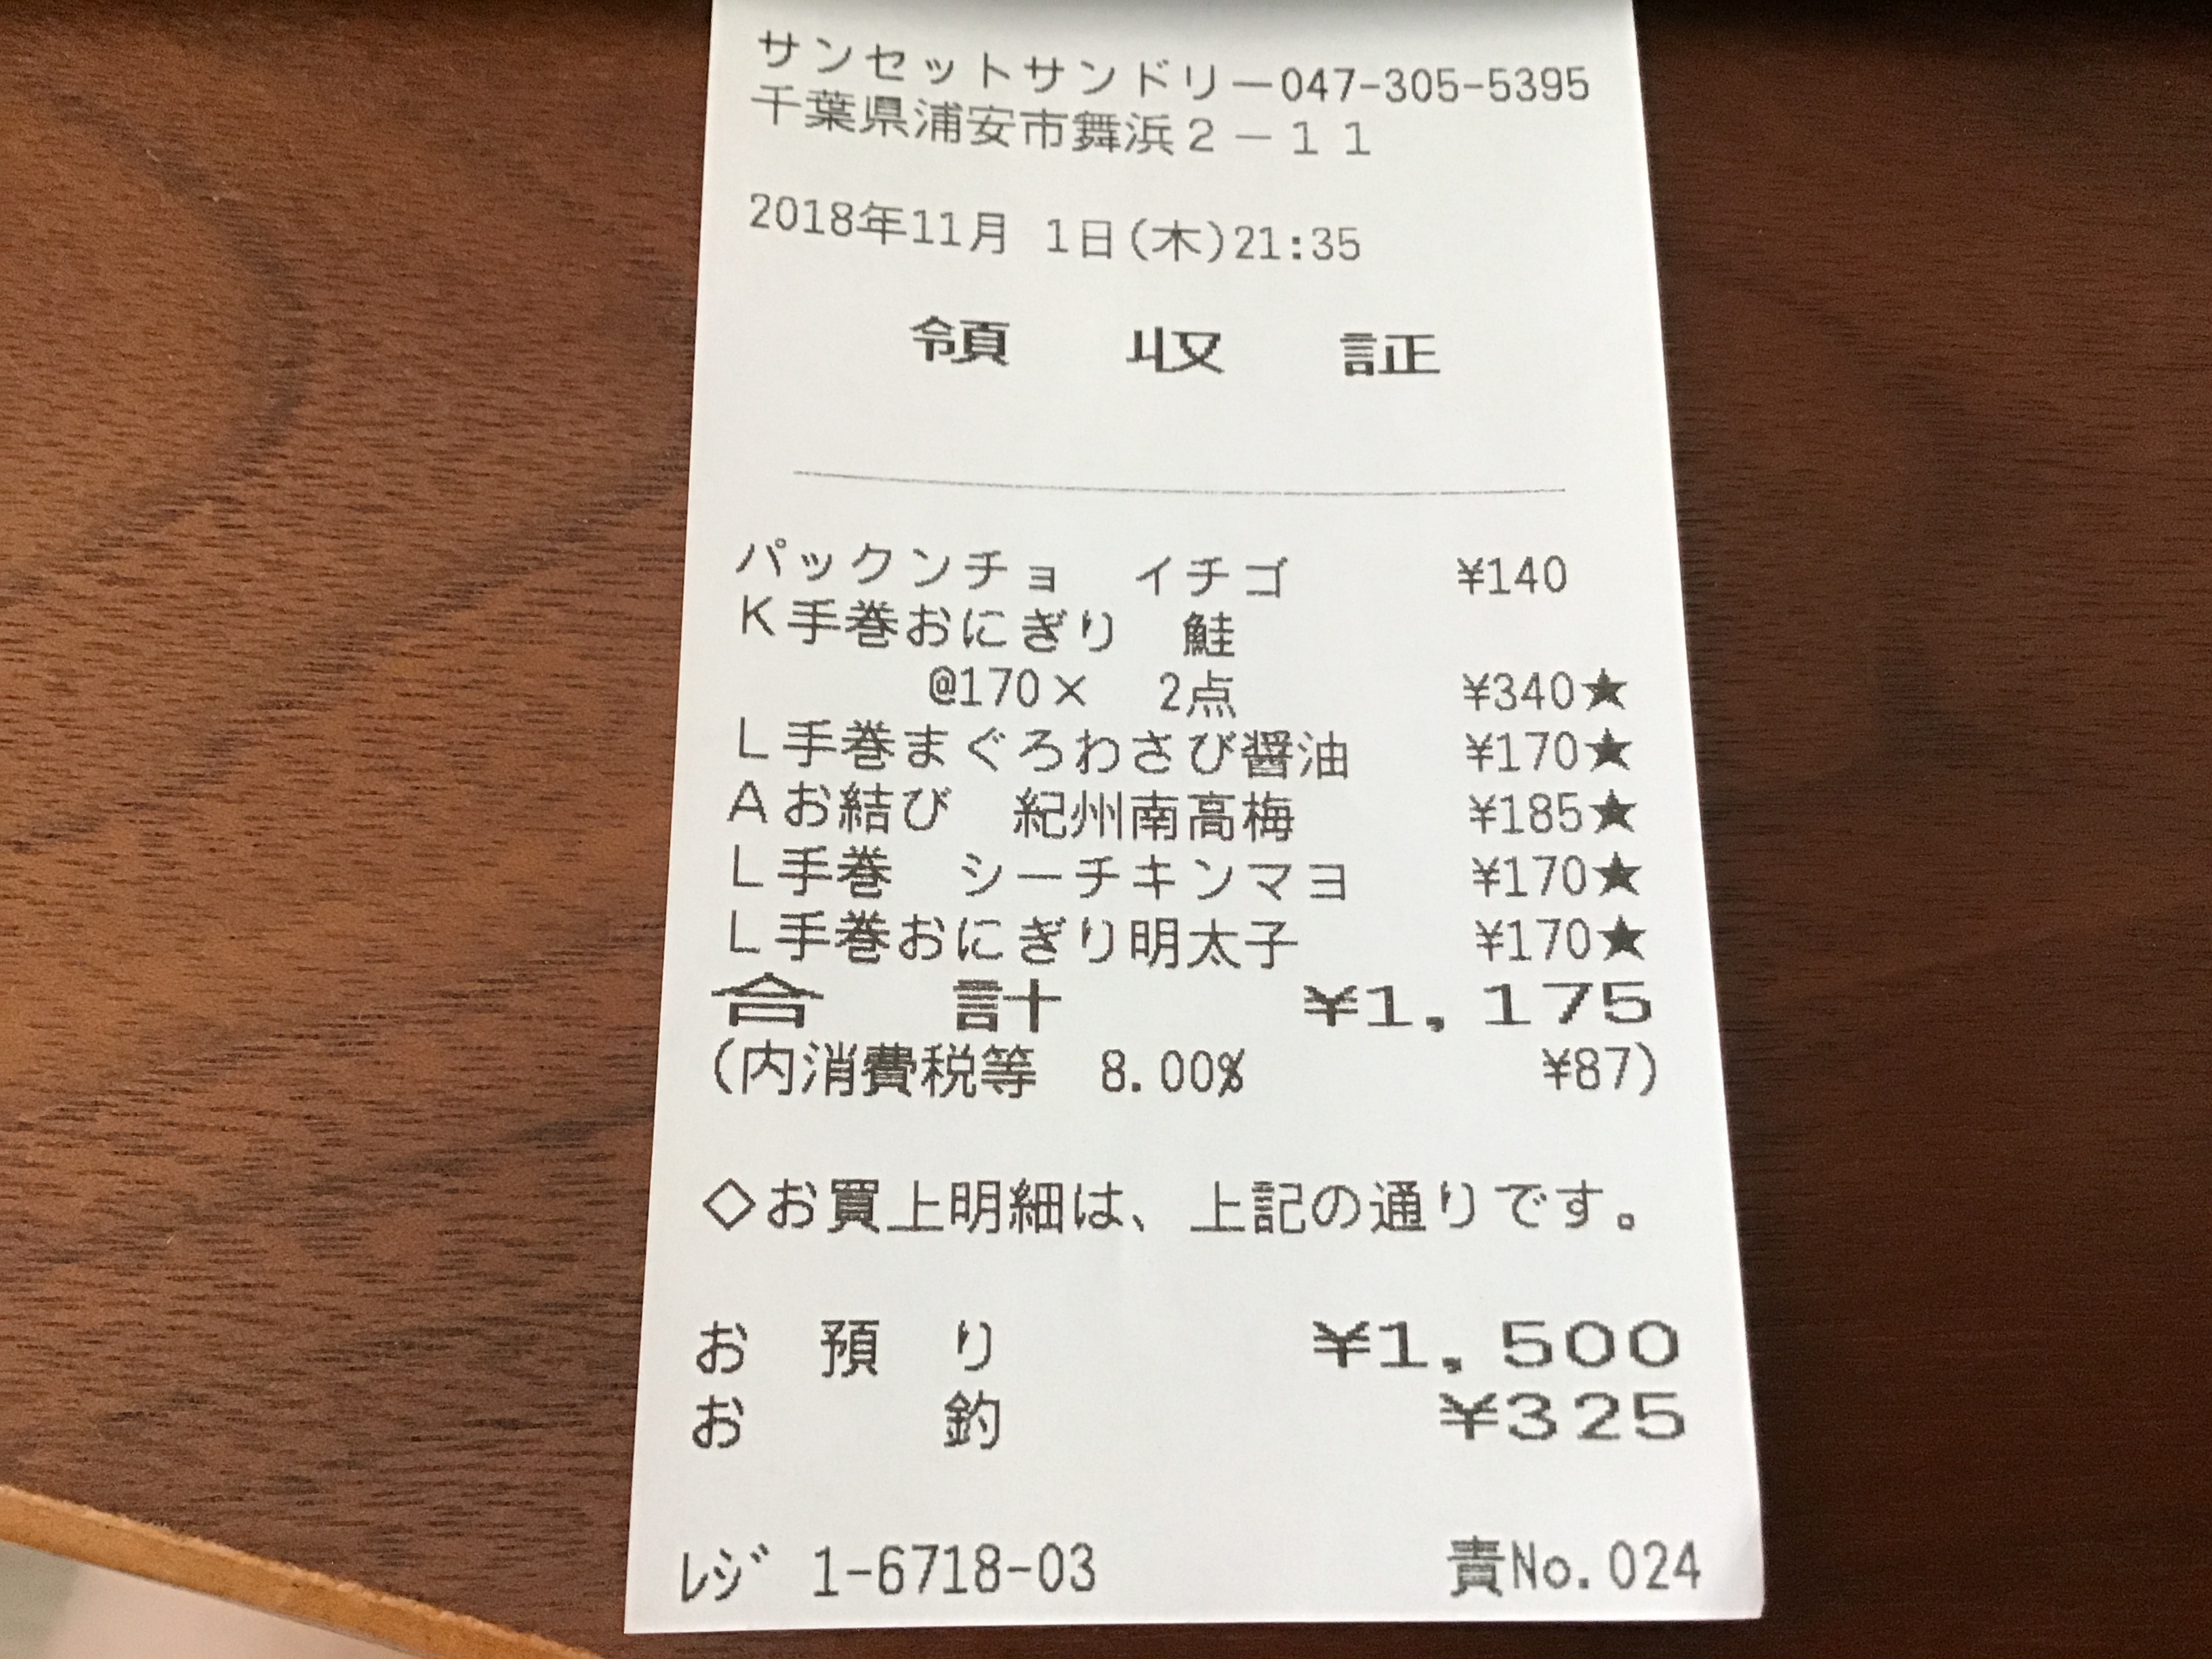 サンセットサンドリー047-305-5395
千葉県浦安市舞浜２－１１
2018年11月 1日(木)21:35
領 収 証
パックンチョ イチゴ ¥140
K手巻おにぎり 鮭
@170× 2点 ¥340★
L手巻まぐろわさび醤油 ¥170★
Aお結び 紀州南高梅 ¥185★
L手巻 シーチキンマヨ ¥170★
L手巻おにぎり明太子 ¥170★
合 計 ¥1,175
(内消費税等 8.00% ¥87)
◇お買上明細は、上記の通りです。
お 預 り ¥1,500
お 釣 ¥325
ﾚｼﾞ 1-6718-03 責No.024